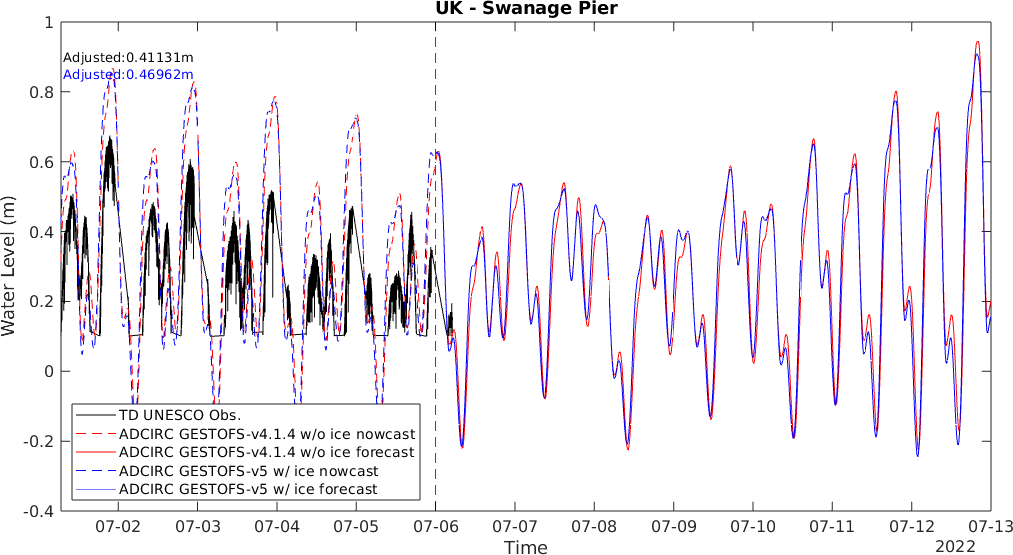 UK - Swanage Pier
Adjusted:0.41131m
Adjusted:0.46962m
Water Level (m)
1
0.8
0.6
0.4
0.2
0
-0.2
-0.4
TD UNESCO Obs.
ADCIRC GESTOFS-v4.1.4 w/o ice nowcast
ADCIRC GESTOFS-v4.1.4 w/o ice forecast
ADCIRC GESTOFS-v5 w/ ice nowcast
ADCIRC GESTOFS-v5 w/ ice forecast
07-02 07-03 07-04 07-05 07-06 07-07 07-08 07-09 07-10 07-11 07-12 07-13
Time
2022